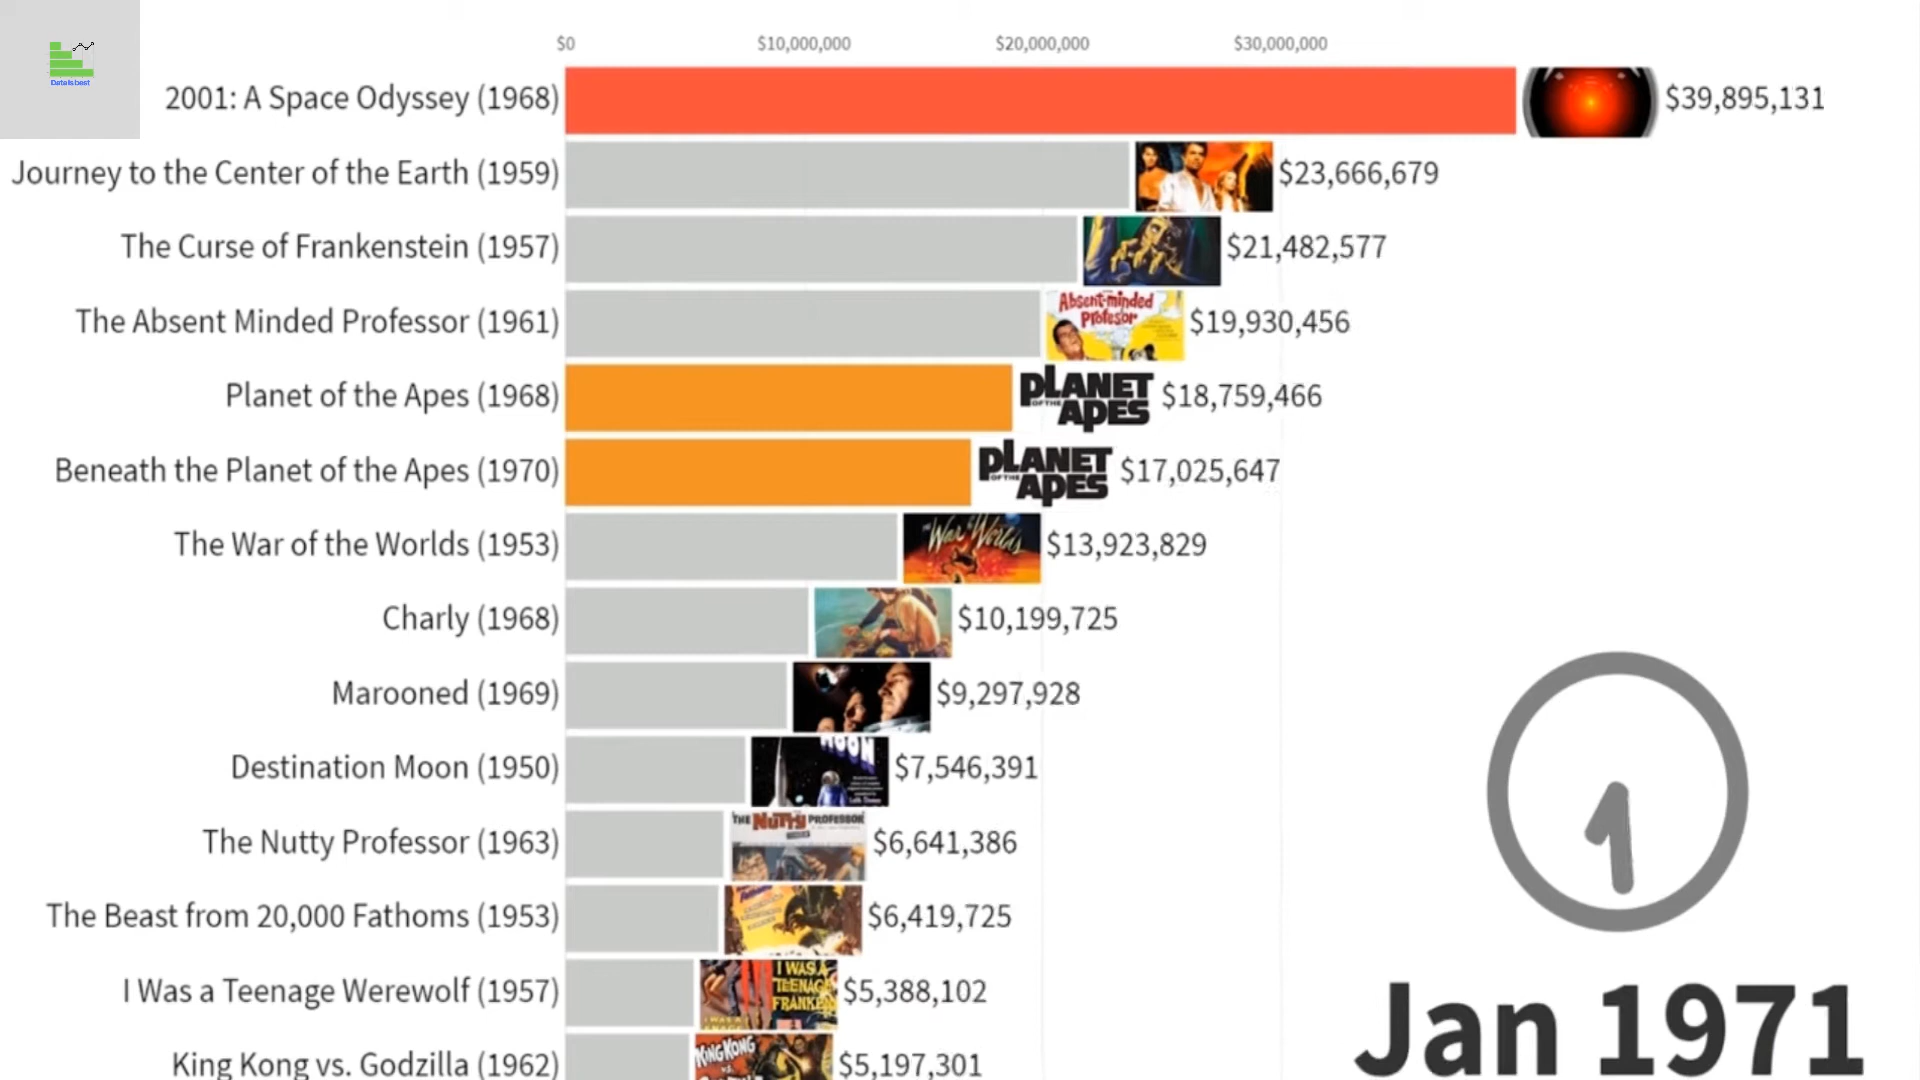 $0 $10,000,000 $20,000,000 $30,000,000
DataIsbest
2001: A Space Odyssey (1968) $39,895,131
Journey to the Center of the Earth (1959) $23,666,679
The Curse of Frankenstein (1957) $21,482,577
The Absent Minded Professor (1961) Absent-minded Profesor $19,930,456
Planet of the Apes (1968) PLANET OF THE APES $18,759,466
Beneath the Planet of the Apes (1970) PLANET OF THE APES $17,025,647
The War of the Worlds (1953) War Worlds $13,923,829
Charly (1968) $10,199,725
Marooned (1969) $9,297,928
Destination Moon (1950) MOON $7,546,391
The Nutty Professor (1963) THE NUTTY PROFESSOR $6,641,386
The Beast from 20,000 Fathoms (1953) $6,419,725
I Was a Teenage Werewolf (1957) I WAS A TEENAGE FRANKEN $5,388,102
King Kong vs. Godzilla (1962) KING KONG $5,197,301
1
Jan 1971